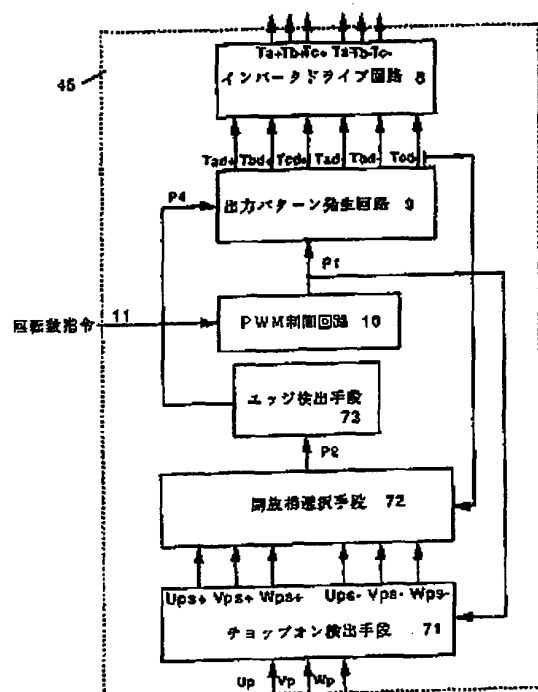 Ta+Tb+Tc+ Ta-Tb-Tc-
45
インバータドライブ回路 8
Tad+ Tbd+ Tcd+ Tad- Tbd- Tcd-
P4
出力パターン発生回路 9
P1
回転数指令 11
PWM制御回路 10
エッジ検出手段
73
P2
開放相選択手段 72
Ups+ Vps+ Wps+ Ups- Vps- Wps-
チョップオン検出手段 71
Up Vp Wp